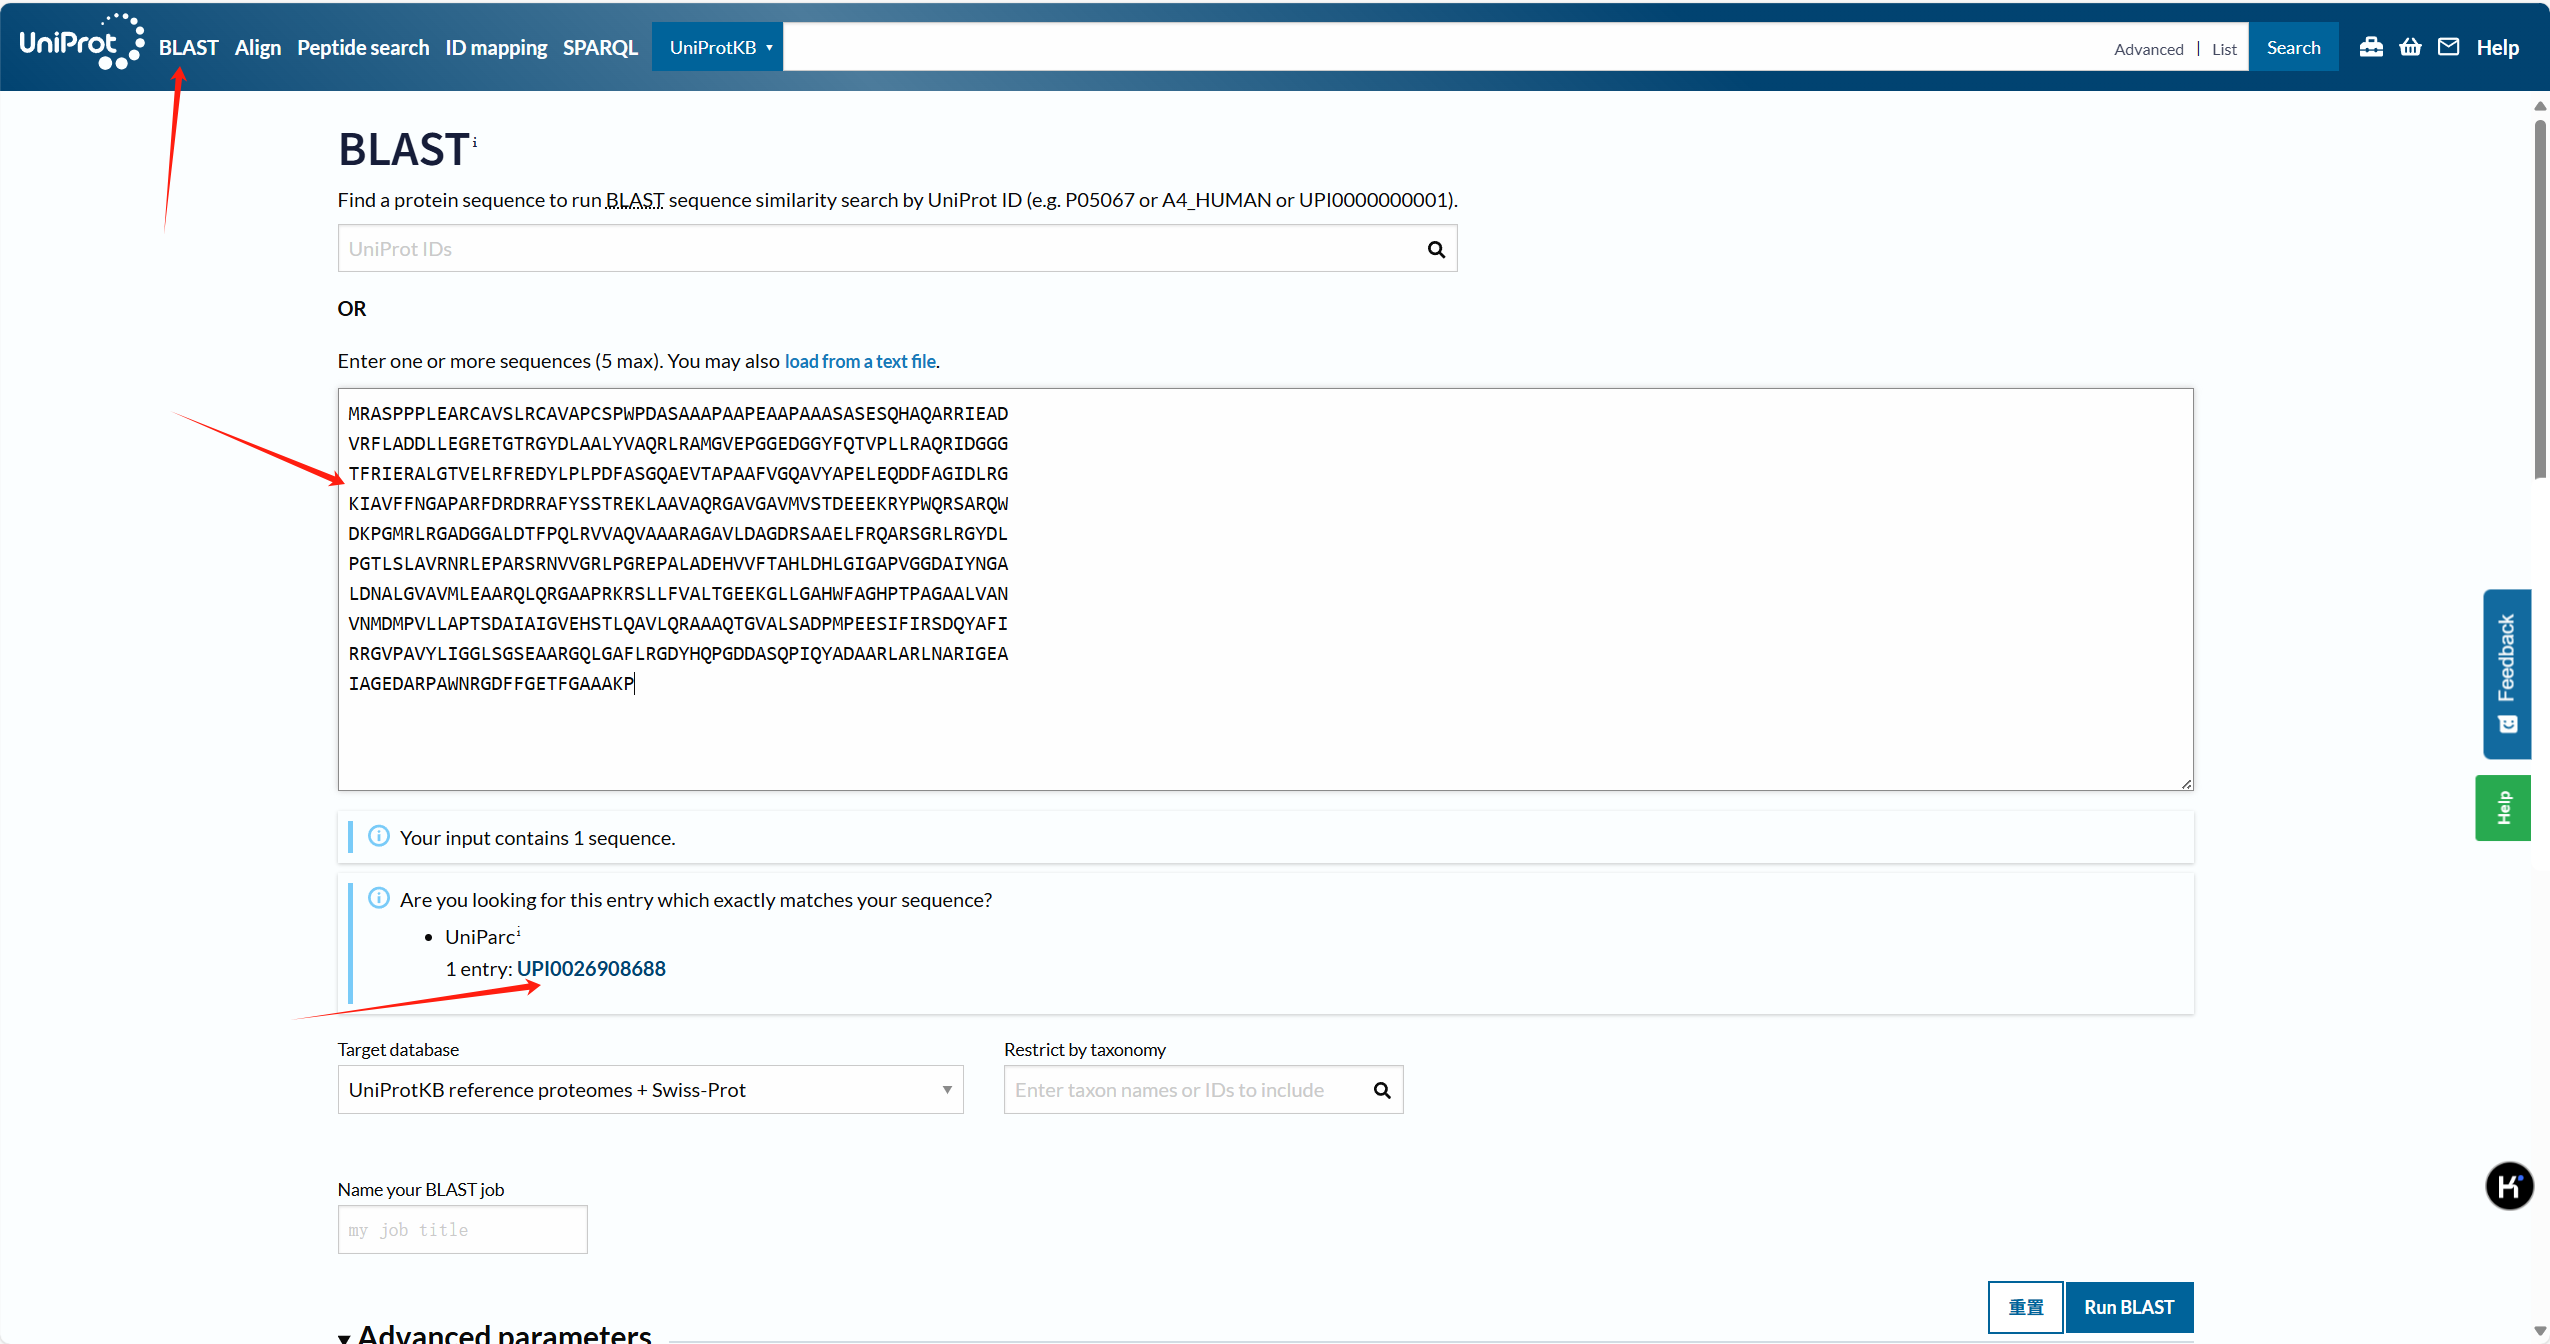 UniProt BLAST Align Peptide search ID mapping SPARQL UniProtKB Advanced | List Search Help
BLAST i
Find a protein sequence to run BLAST sequence similarity search by UniProt ID (e.g. P05067 or A4_HUMAN or UPI0000000001).
UniProt IDs
OR
Enter one or more sequences (5 max). You may also load from a text file.
MRASPPPLEARCAVSLRCAVAPCSPWPDASAAAPAAPEAAPAAASASESQHAQARRIEAD
VRFLADDLLEGRETGTRGYDLAALYVAQRLRAMGVEPGGEDGGYFQTVPLLRAQRIDGGG
TFRIERALGTVELRFREDYLPLPDFASGQAEVTAPAAFVGQAVYAPELEQDDFAGIDLRG
KIAVFFNGAPARFDRDRRAFYSSTREKLAAVAQRGAVGAVMVSTDEEEKRYPWQRSARQW
DKPGMRLRGADGGALDTFPQLRVVAQVAAARAGAVLDAGDRSAAELFRQARSGRLRGYDL
PGTLSLAVRNRLEPARSRNVVGRLPGREPALADEHVVFTAHLDHLGIGAPVGGDAIYNGA
LDNALGVAVMLEAARQLQRGAAPRKRSLLFVALTGEEKGLLGAHWFAGHPTPAGAALVAN
VNMDMPVLLAPTSDAIAIGVEHSTLQAVLQRAAAQTGVALSADPMPEESIFIRSDQYAFI
RRGVPAVYLIGGLSGSEAARGQLGAFLRGDYHQPGDDASQPIQYADAARLARLNARIGEA
IAGEDARPAWNRGDFFGETFGAAAKP
Feedback
Help
Your input contains 1 sequence.
Are you looking for this entry which exactly matches your sequence?
• UniParc i
1 entry: UPI0026908688
Target database
UniProtKB reference proteomes + Swiss-Prot
Restrict by taxonomy
Enter taxon names or IDs to include
Name your BLAST job
my job title
重置 Run BLAST
Advanced parameters